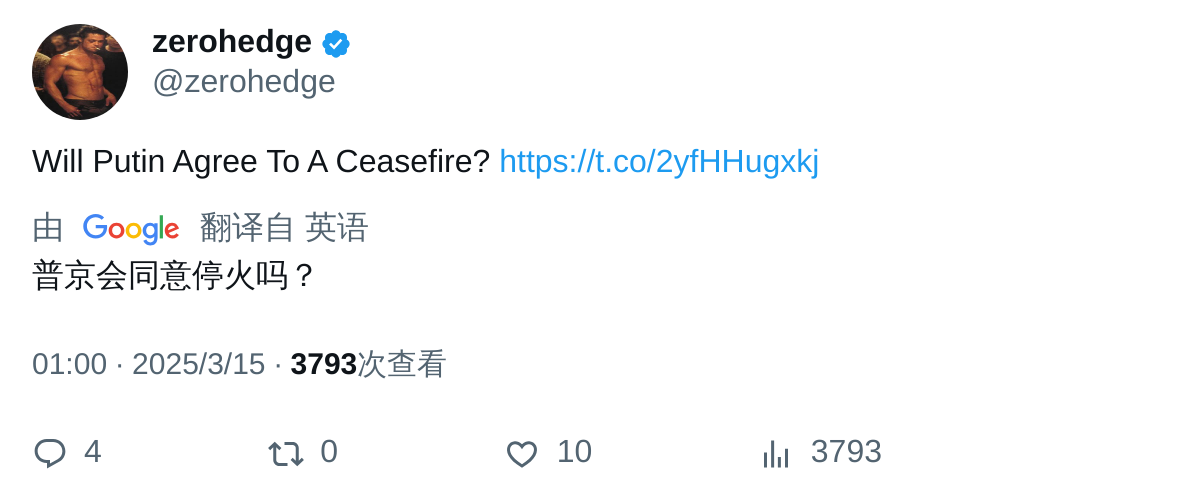 zerohedge
@zerohedge
Will Putin Agree To A Ceasefire? https://t.co/2yfHHugxkj
由 Google 翻译自 英语
普京会同意停火吗？
01:00 · 2025/3/15 · 3793次查看
4 0 10 3793